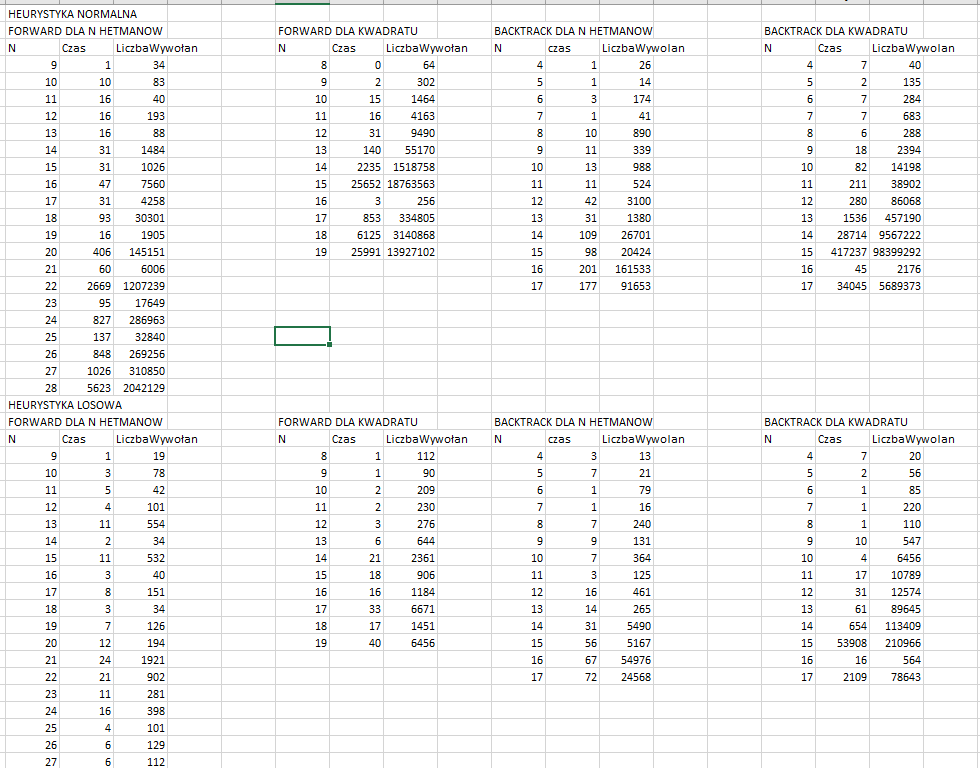 HEURYSTYKA NORMALNA
FORWARD DLA N HETMANOW FORWARD DLA KWADRATU BACKTRACK DLA N HETMANOW BACKTRACK DLA KWADRATU
N Czas LiczbaWywołan N Czas LiczbaWywołan N czas LiczbaWywolan N Czas LiczbaWywolan
9 1 34 8 0 64 4 1 26 4 7 40
10 10 83 9 2 302 5 1 14 5 2 135
11 16 40 10 15 1464 6 3 174 6 7 284
12 16 193 11 16 4163 7 1 41 7 7 683
13 16 88 12 31 9490 8 10 890 8 6 288
14 31 1484 13 140 55170 9 11 339 9 18 2394
15 31 1026 14 2235 1518758 10 13 988 10 82 14198
16 47 7560 15 25652 18763563 11 11 524 11 211 38902
17 31 4258 16 3 256 12 42 3100 12 280 86068
18 93 30301 17 853 334805 13 31 1380 13 1536 457190
19 16 1905 18 6125 3140868 14 109 26701 14 28714 9567222
20 406 145151 19 25991 13927102 15 98 20424 15 417237 98399292
21 60 6006 16 201 161533 16 45 2176
22 2669 1207239 17 177 91653 17 34045 5689373
23 95 17649
24 827 286963
25 137 32840
26 848 269256
27 1026 310850
28 5623 2042129
HEURYSTYKA LOSOWA
FORWARD DLA N HETMANOW FORWARD DLA KWADRATU BACKTRACK DLA N HETMANOW BACKTRACK DLA KWADRATU
N Czas LiczbaWywołan N Czas LiczbaWywołan N czas LiczbaWywolan N Czas LiczbaWywolan
9 1 19 8 1 112 4 3 13 4 7 20
10 3 78 9 1 90 5 7 21 5 2 56
11 5 42 10 2 209 6 1 79 6 1 85
12 4 101 11 2 230 7 1 16 7 1 220
13 11 554 12 3 276 8 7 240 8 1 110
14 2 34 13 6 644 9 9 131 9 10 547
15 11 532 14 21 2361 10 7 364 10 4 6456
16 3 40 15 18 906 11 3 125 11 17 10789
17 8 151 16 16 1184 12 16 461 12 31 12574
18 3 34 17 33 6671 13 14 265 13 61 89645
19 7 126 18 17 1451 14 31 5490 14 654 113409
20 12 194 19 40 6456 15 56 5167 15 53908 210966
21 24 1921 16 67 54976 16 16 564
22 21 902 17 72 24568 17 2109 78643
23 11 281
24 16 398
25 4 101
26 6 129
27 6 112